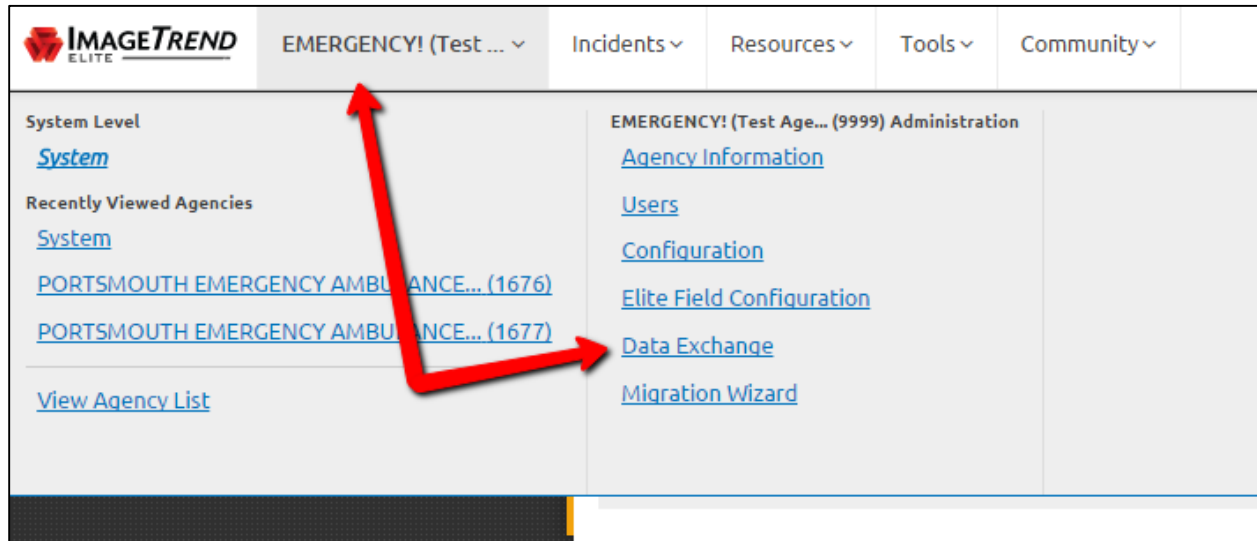 IMAGETREND
ELITE
EMERGENCY! (Test ...
Incidents
Resources
Tools
Community
System Level
System
Recently Viewed Agencies
System
PORTSMOUTH EMERGENCY AMBULANCE... (1676)
PORTSMOUTH EMERGENCY AMBULANCE... (1677)
View Agency List
EMERGENCY! (Test Age... (9999) Administration
Agency Information
Users
Configuration
Elite Field Configuration
Data Exchange
Migration Wizard